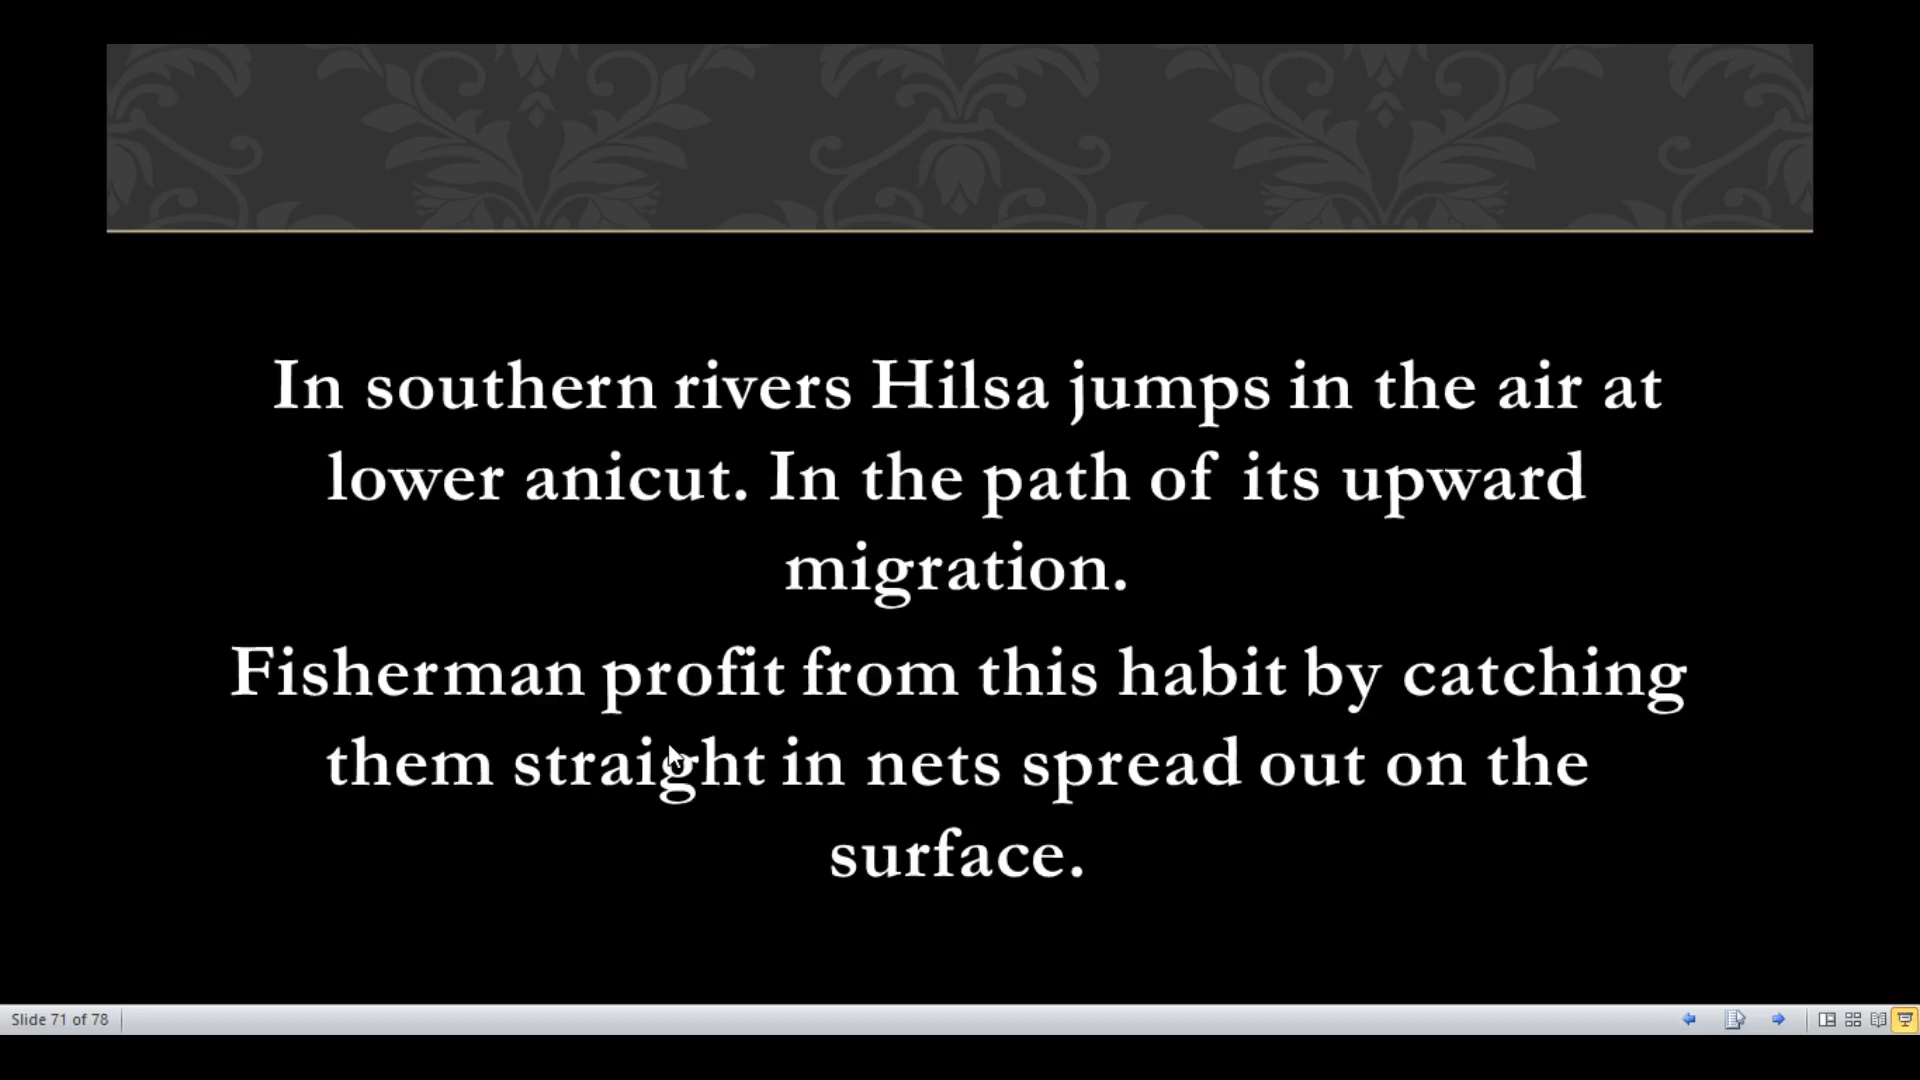 In southern rivers Hilsa jumps in the air at
lower anicut. In the path of its upward
migration.
Fisherman profit from this habit by catching
them straight in nets spread out on the
surface.
Slide 71 of 78